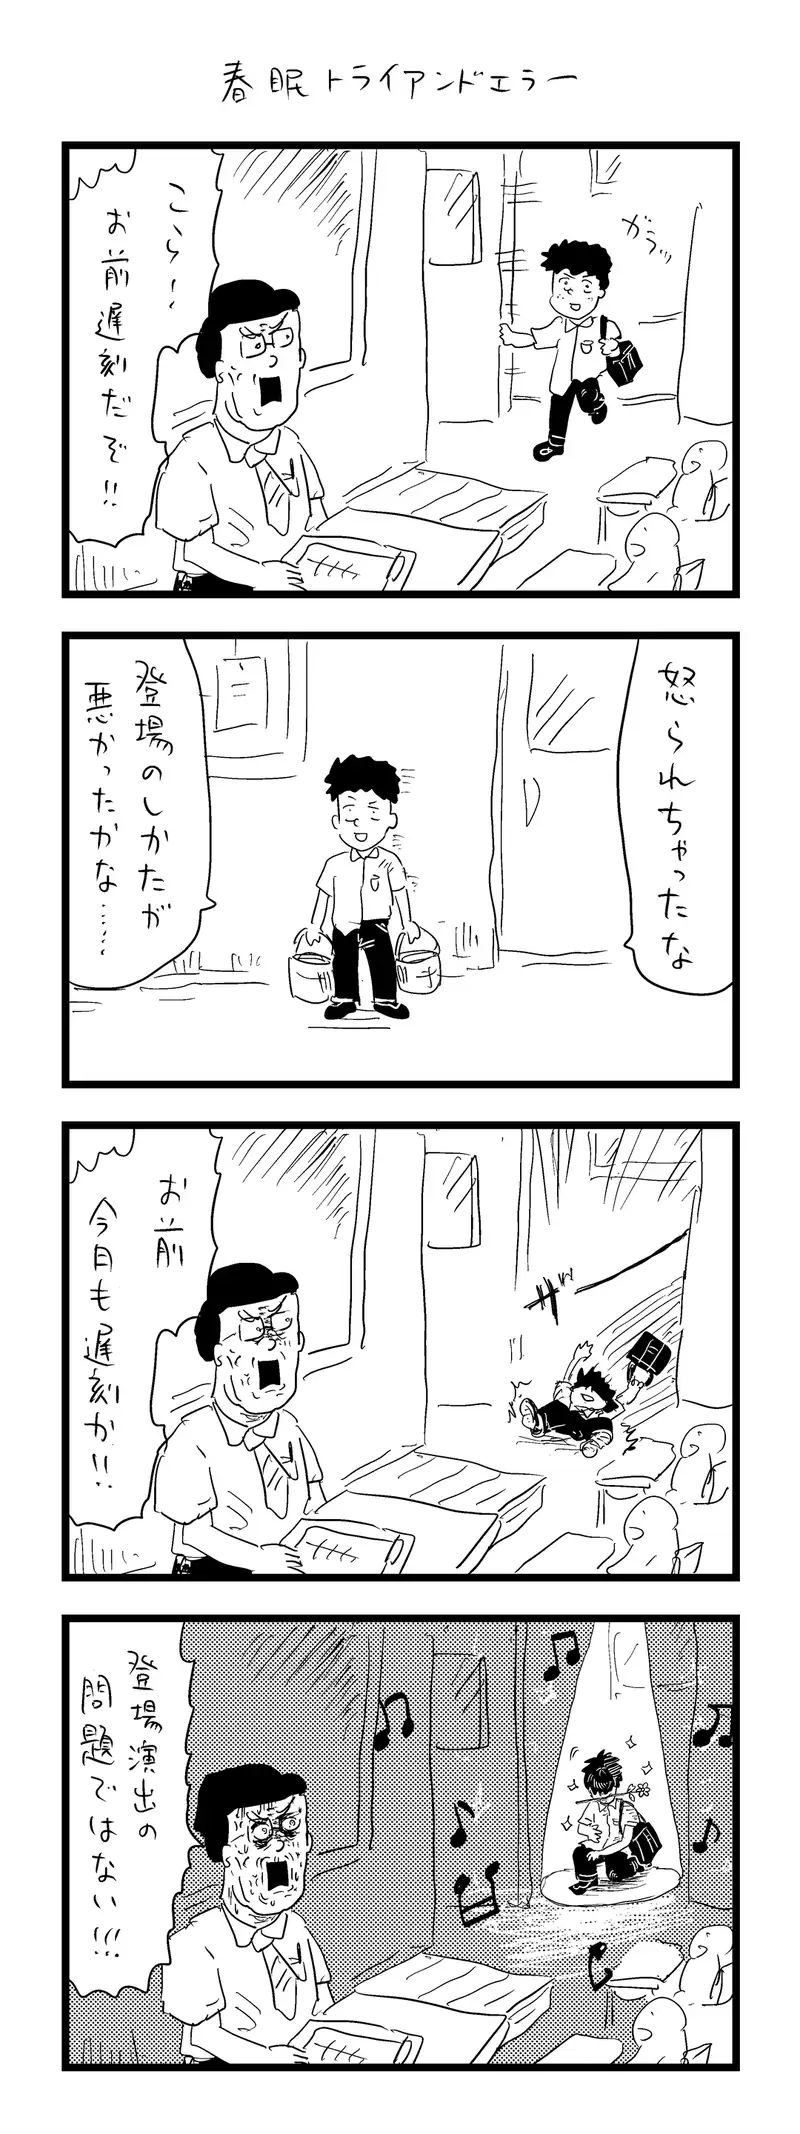 春眠トライアンドエラー
ガラッ
こら！
お前遅刻だぞ!!
怒られちゃったな
登場のしかたが
悪かったかな……
ザ
お前
今日も遅刻か!!
登場演出の
問題ではない!!!